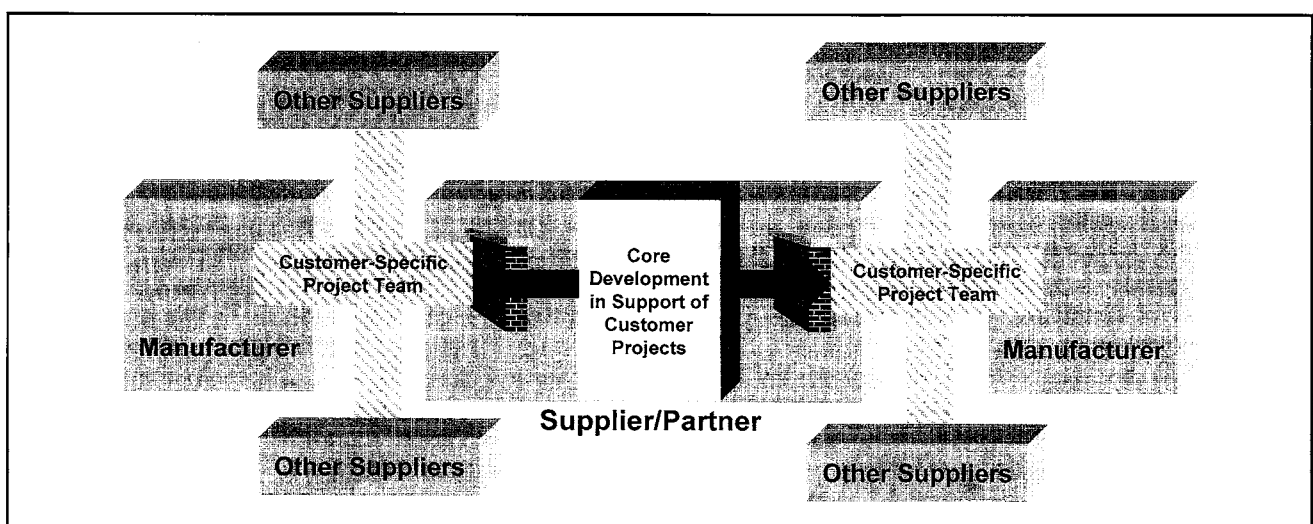 Other Suppliers
Other Suppliers
Customer-Specific
Project Team
Manufacturer
Core
Development
in Support of
Customer
Projects
Customer-Specific
Project Team
Manufacturer
Supplier/Partner
Other Suppliers
Other Suppliers